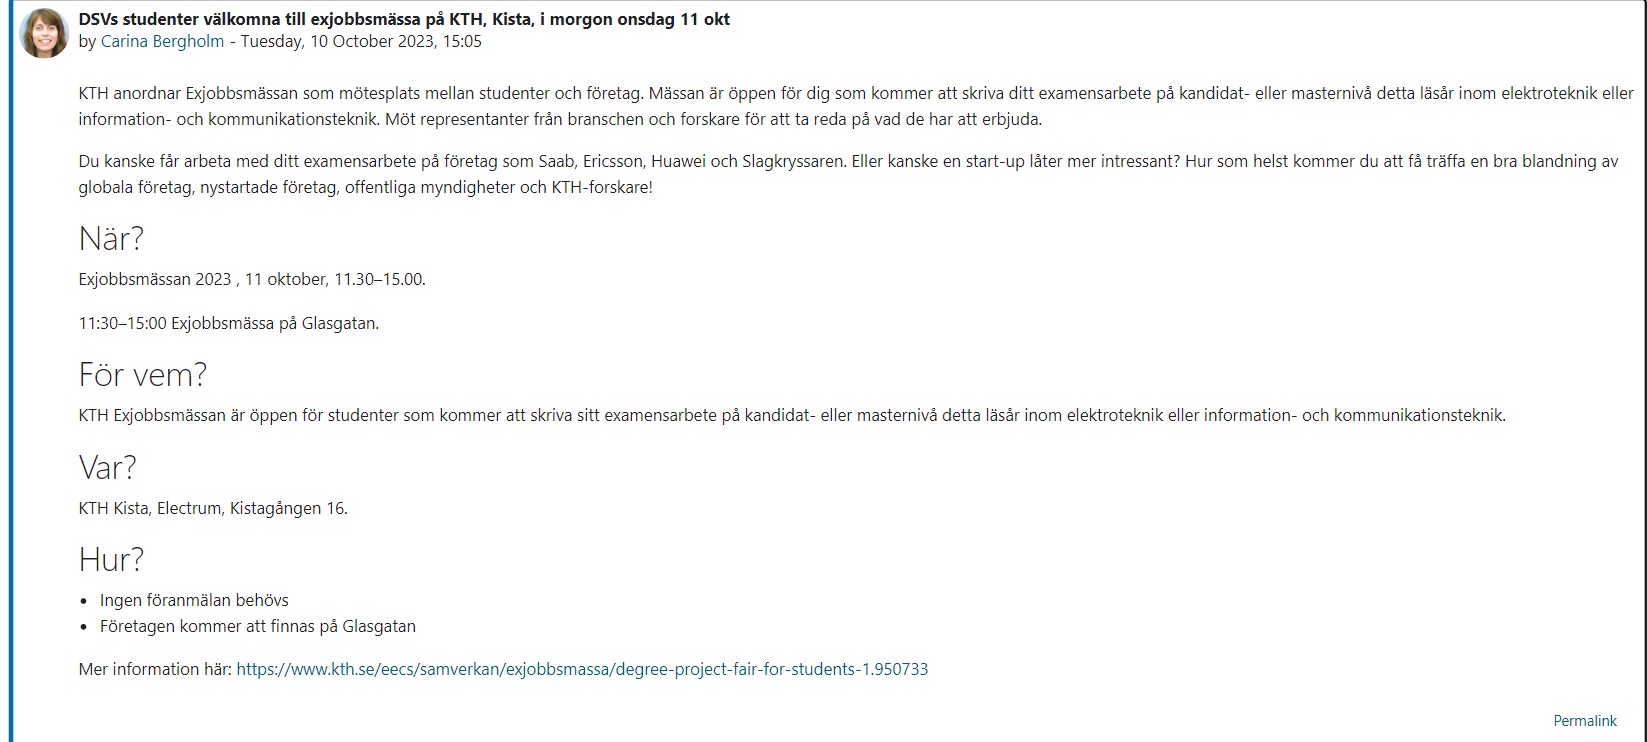 DSVs studenter välkomna till exjobbsmässa på KTH, Kista, i morgon onsdag 11 okt
by Carina Bergholm - Tuesday, 10 October 2023, 15:05
KTH anordnar Exjobbsmässan som mötesplats mellan studenter och företag. Mässan är öppen för dig som kommer att skriva ditt examensarbete på kandidat- eller masternivå detta läsår inom elektroteknik eller
information- och kommunikationsteknik. Möt representanter från branschen och forskare för att ta reda på vad de har att erbjuda.
Du kanske får arbeta med ditt examensarbete på företag som Saab, Ericsson, Huawei och Slagkryssaren. Eller kanske en start-up låter mer intressant? Hur som helst kommer du att få träffa en bra blandning av
globala företag, nystartade företag, offentliga myndigheter och KTH-forskare!
När?
Exjobbsmässan 2023 , 11 oktober, 11.30–15.00.
11:30–15:00 Exjobbsmässa på Glasgatan.
För vem?
KTH Exjobbsmässan är öppen för studenter som kommer att skriva sitt examensarbete på kandidat- eller masternivå detta läsår inom elektroteknik eller information- och kommunikationsteknik.
Var?
KTH Kista, Electrum, Kistagången 16.
Hur?
• Ingen föranmälan behövs
• Företagen kommer att finnas på Glasgatan
Mer information här: https://www.kth.se/eecs/samverkan/exjobbsmassa/degree-project-fair-for-students-1.950733
Permalink